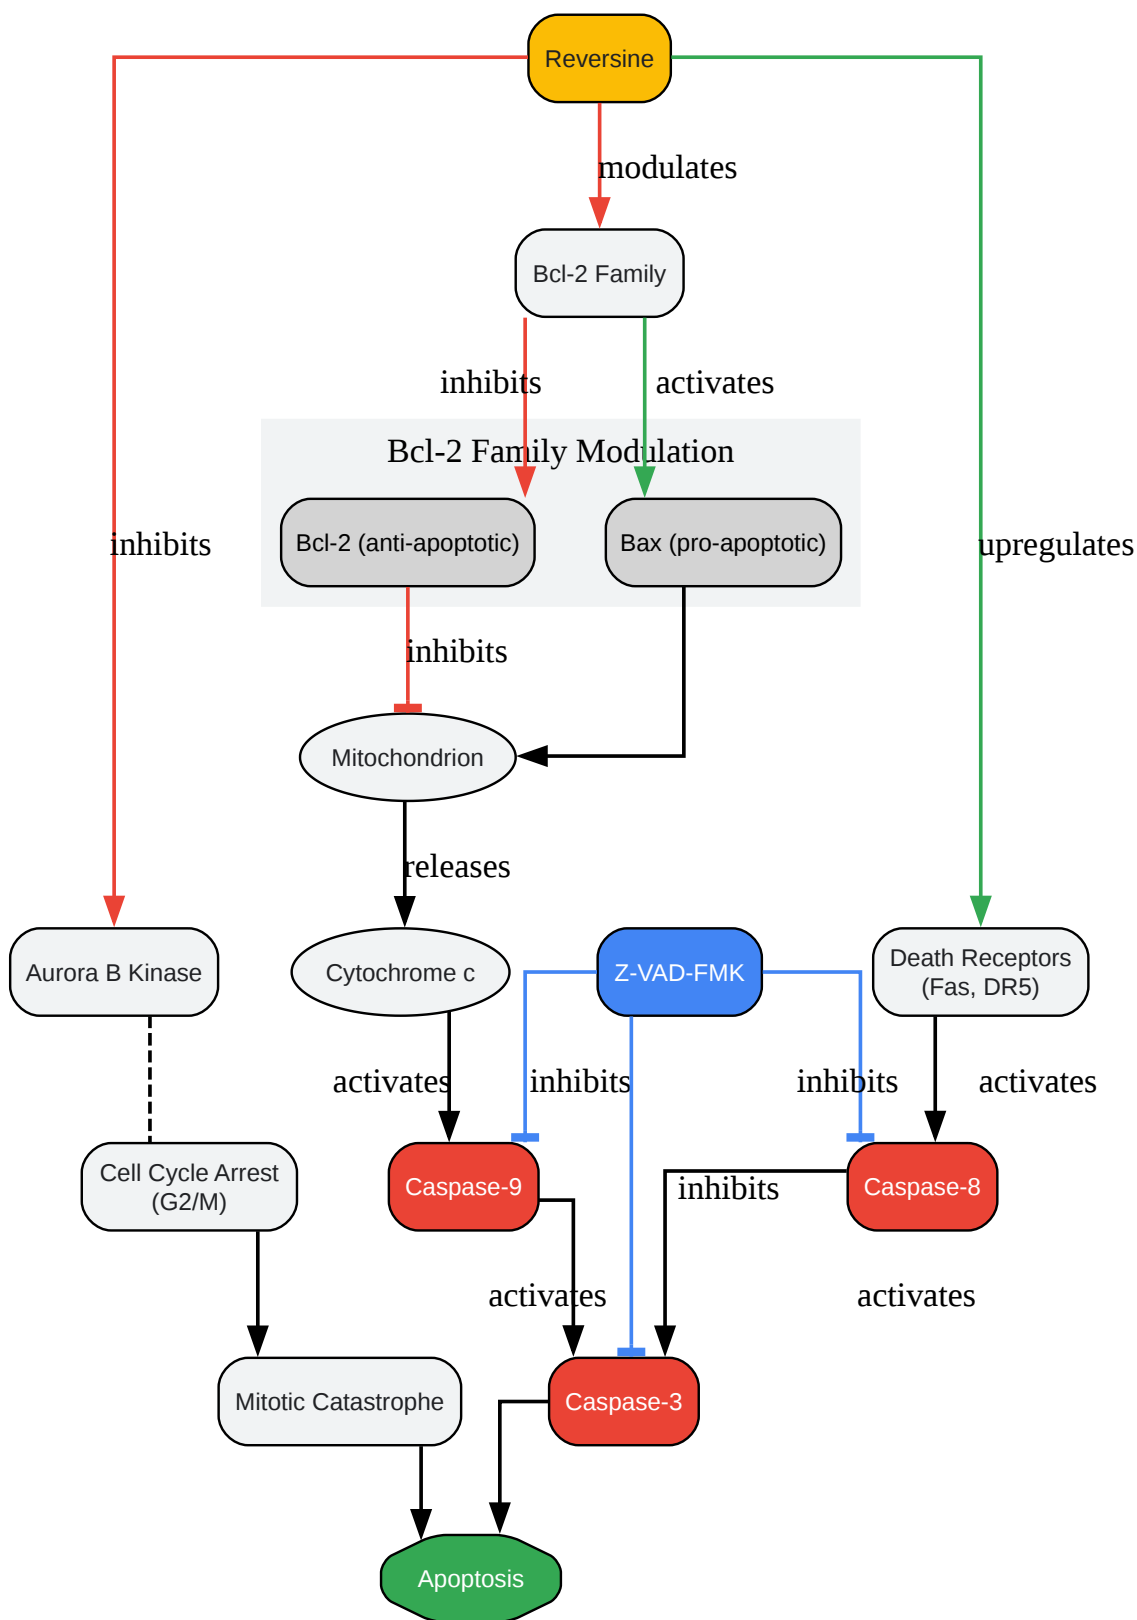 Reversine
modulates
Bcl-2 Family
inhibits
activates
Bcl-2 Family Modulation
Bcl-2 (anti-apoptotic)
Bax (pro-apoptotic)
inhibits
upregulates
inhibits
Mitochondrion
releases
Aurora B Kinase
Cytochrome c
Z-VAD-FMK
Death Receptors
(Fas, DR5)
activates
inhibits
inhibits
activates
Cell Cycle Arrest
(G2/M)
Caspase-9
inhibits
Caspase-8
activates
activates
Mitotic Catastrophe
Caspase-3
Apoptosis